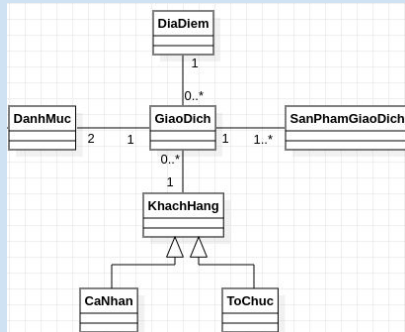 DiaDiem
1
0..*
DanhMuc
2
1
GiaoDich
1
1..*
SanPhamGiaoDich
0..*
1
KhachHang
CaNhan
ToChuc